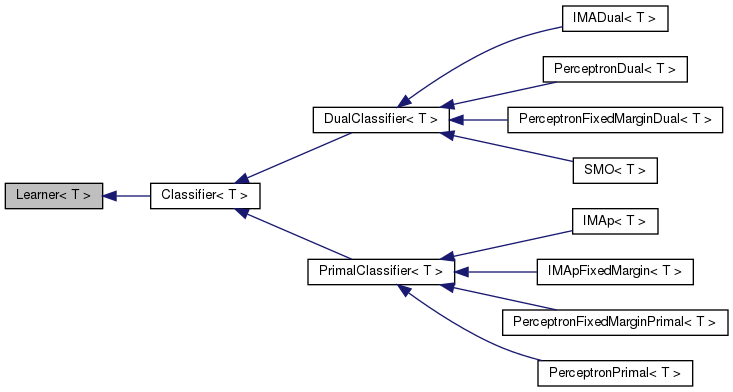 Learner< T >
Classifier< T >
DualClassifier< T >
IMADual< T >
PerceptronDual< T >
PerceptronFixedMarginDual< T >
SMO< T >
PrimalClassifier< T >
IMAp< T >
IMApFixedMargin< T >
PerceptronFixedMarginPrimal< T >
PerceptronPrimal< T >